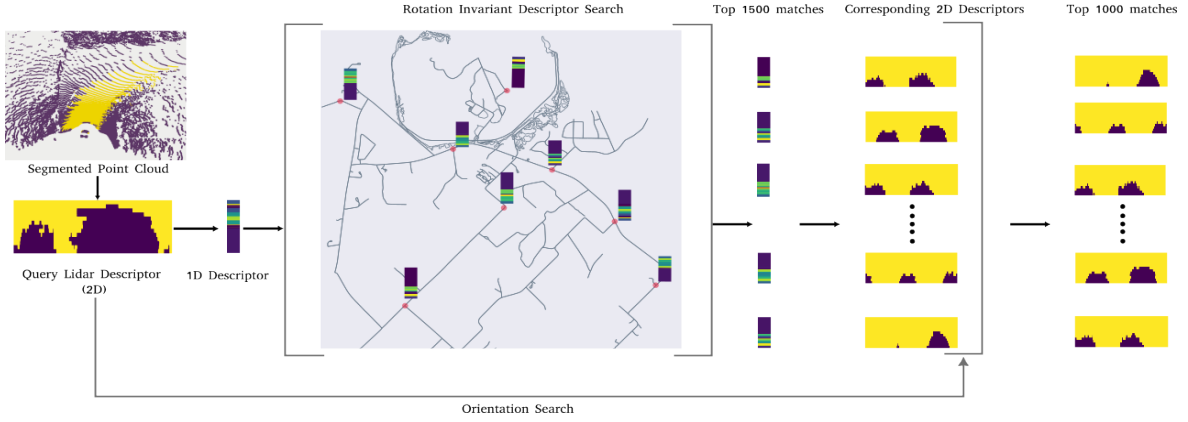 Rotation Invariant Descriptor Search
Top 1500 matches
Corresponding 2D Descriptors
Top 1000 matches
Segmented Point Cloud
Query Lidar Descriptor
(2D)
1D Descriptor
Orientation Search